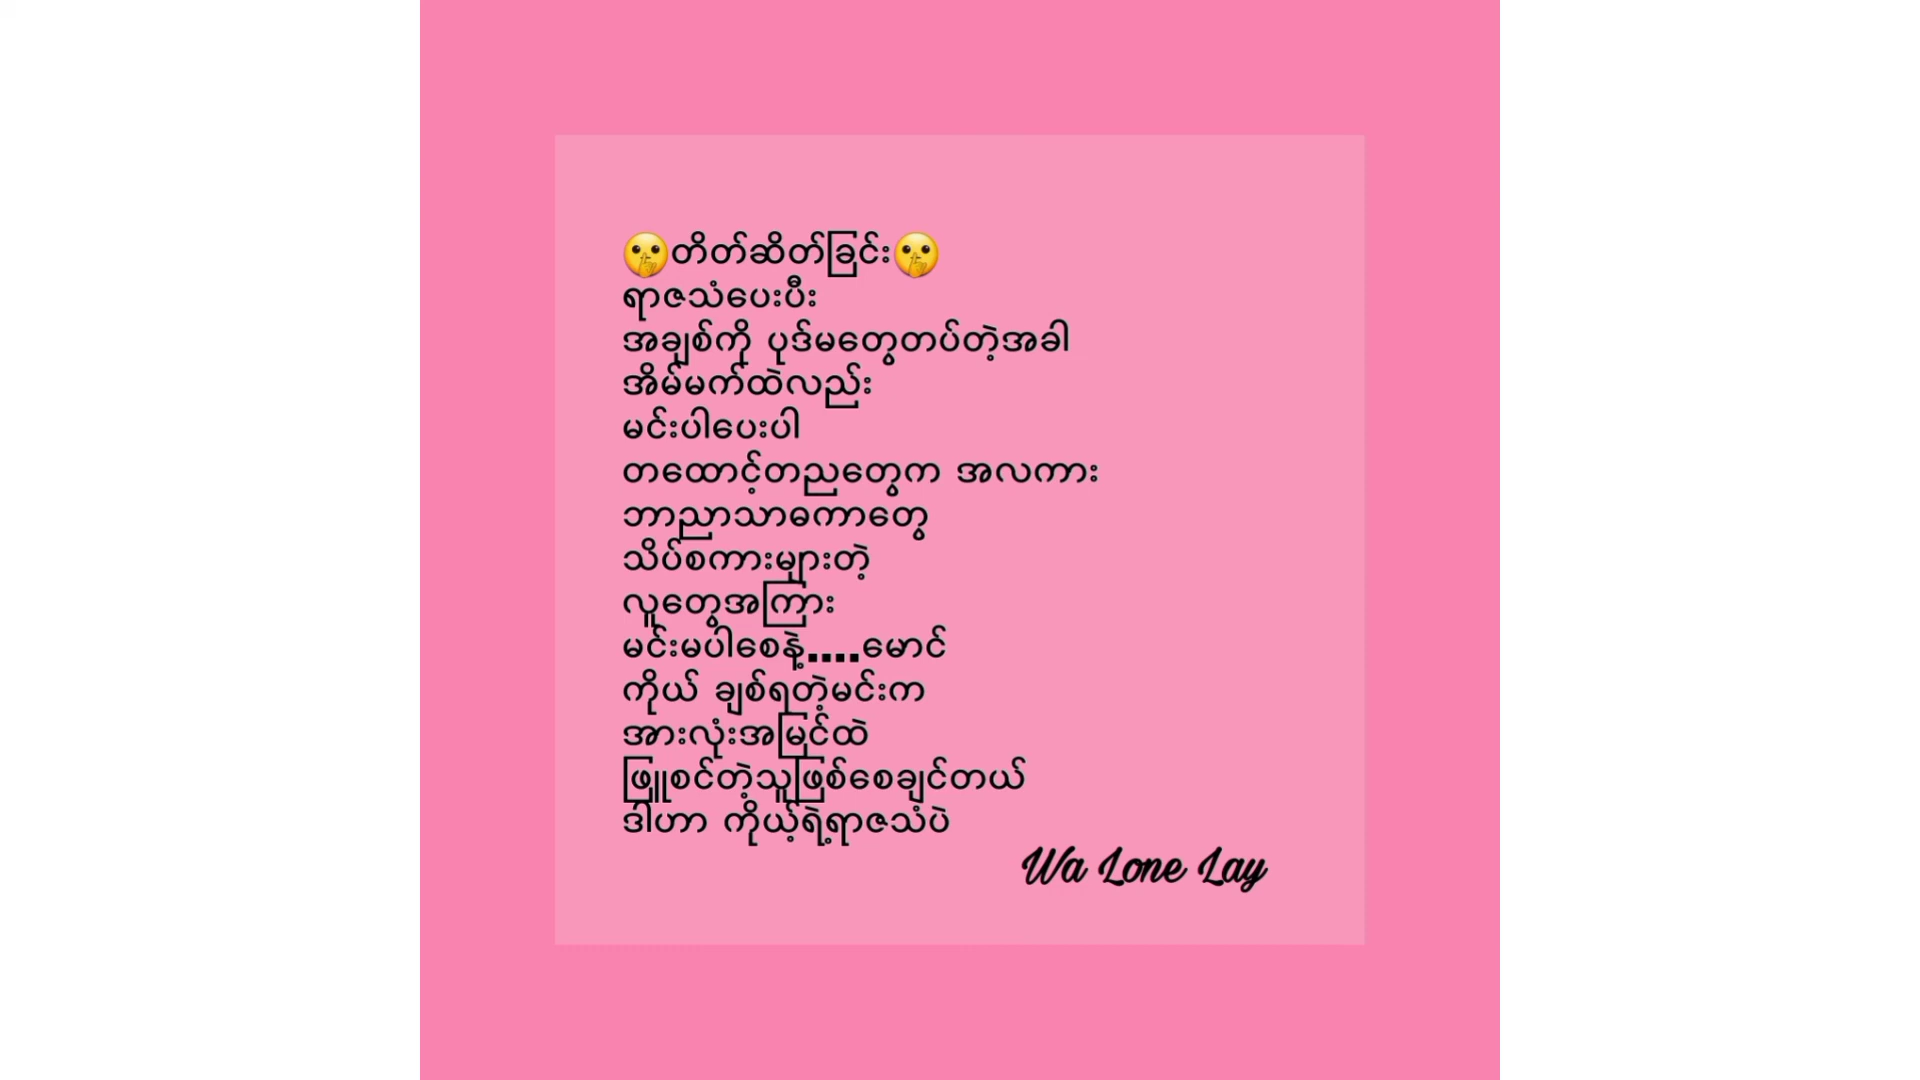 🤫တိတ်ဆိတ်ခြင်း🤫
ရာဇသံပေးပီး
အချစ်ကို ပုဒ်မတွေတပ်တဲ့အခါ
အိမ်မက်ထဲလည်း
မင်းပါပေးပါ
တထောင့်တညတွေက အလကား
ဘာညာသာဓကာတွေ
သိပ်စကားများတဲ့
လူတွေအကြား
မင်းမပါစေနဲ့....မောင်
ကိုယ် ချစ်ရတဲ့မင်းက
အားလုံးအမြင်ထဲ
ဖြူစင်တဲ့သူဖြစ်စေချင်တယ်
ဒါဟာ ကိုယ့်ရဲ့ရာဇသံပဲ
Wa Lone Lay